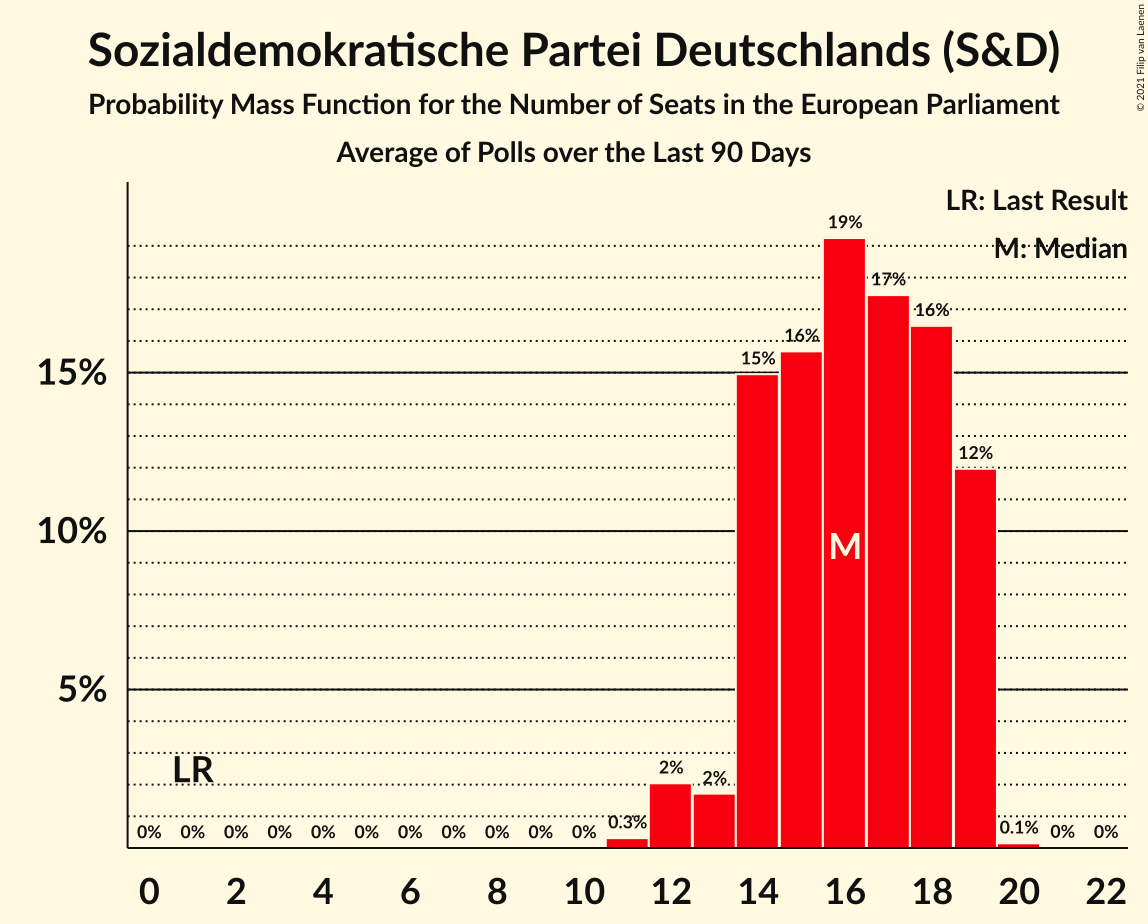 Sozialdemokratische Partei Deutschlands (S&D)
Probability Mass Function for the Number of Seats in the European Parliament
Average of Polls over the Last 90 Days
© 2021 Filip van Laenen
LR: Last Result
M: Median
15%
10%
5%
LR
M
0% 0% 0% 0% 0% 0% 0% 0% 0% 0% 0% 0.3% 2% 2% 15% 16% 19% 17% 16% 12% 0.1% 0% 0%
0 2 4 6 8 10 12 14 16 18 20 22